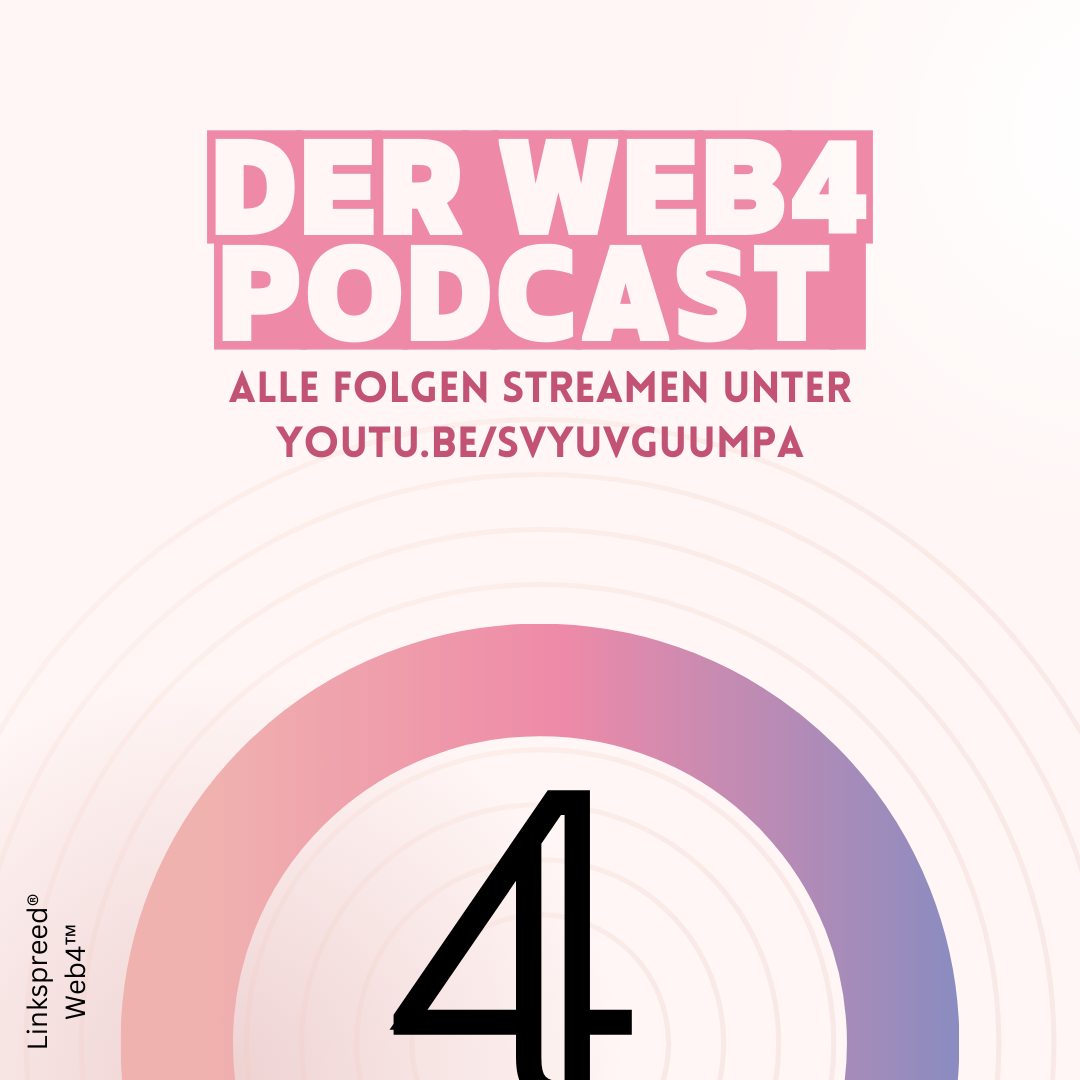 DER WEB4
PODCAST
ALLE FOLGEN STREAMEN UNTER
YOUTU.BE/SVYUVGUUMPA
4
Linkspreed®
Web4™